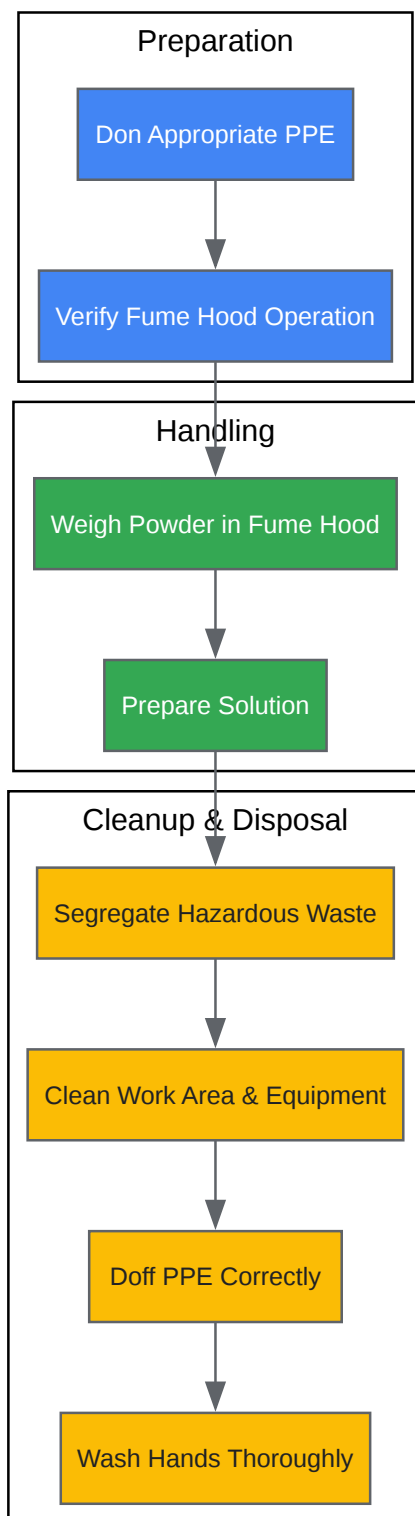 Preparation
Don Appropriate PPE
Verify Fume Hood Operation
Handling
Weigh Powder in Fume Hood
Prepare Solution
Cleanup & Disposal
Segregate Hazardous Waste
Clean Work Area & Equipment
Doff PPE Correctly
Wash Hands Thoroughly